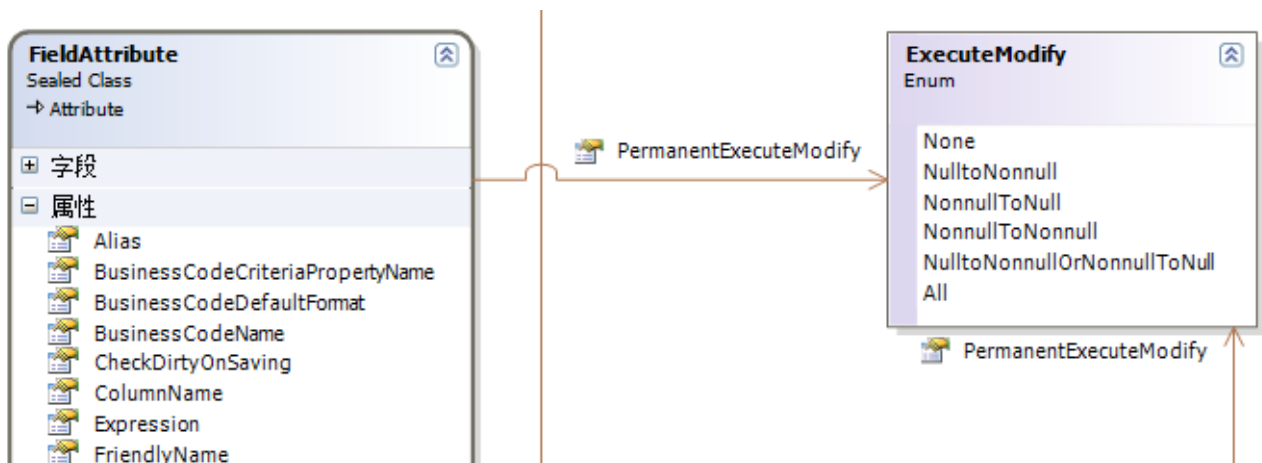 FieldAttribute
Sealed Class
Attribute
字段
属性
Alias
BusinessCodeCriteriaPropertyName
BusinessCodeDefaultFormat
BusinessCodeName
CheckDirtyOnSaving
ColumnName
Expression
FriendlyName
PermanentExecuteModify
ExecuteModify
Enum
None
NulltoNonnull
NonnullToNull
NonnullToNonnull
NulltoNonnullOrNonnullToNull
All
PermanentExecuteModify